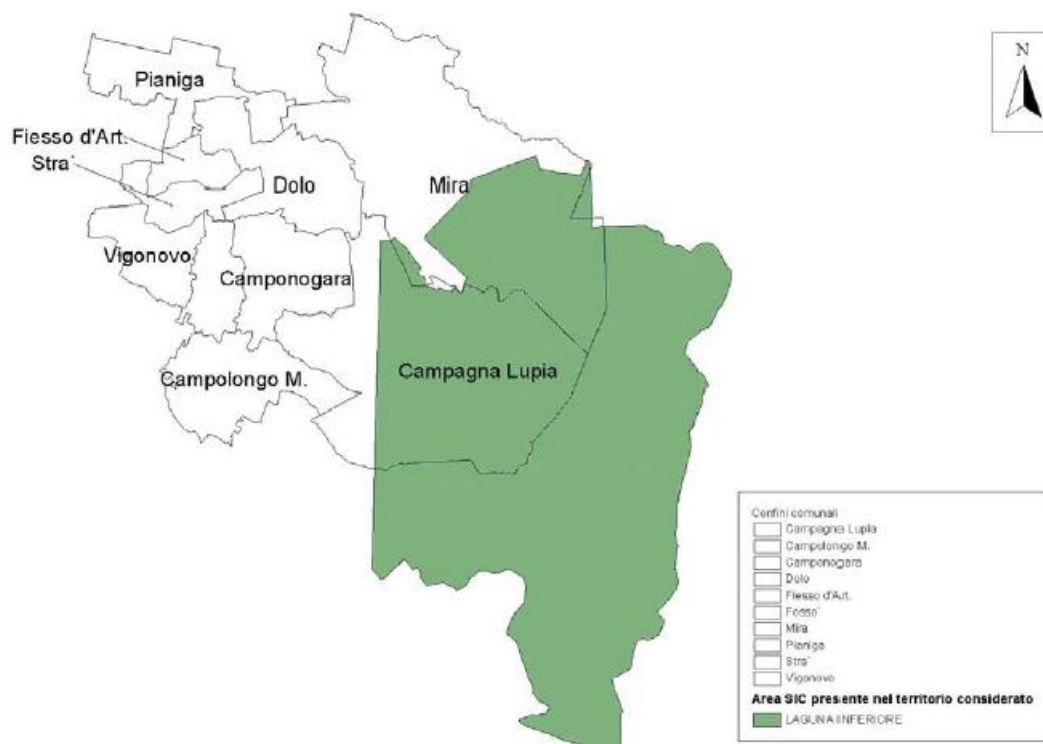 N
Pianiga
Fiesso d'Art.
Stra`
Mira
Dolo
Vigonovo
Camponogara
Campagna Lupia
Campolongo M.
Confini comunali
Campagna Lupia
Campolongo M.
Camponogara
Dolo
Fiesso d'Art.
Fosso`
Mira
Pianiga
Stra`
Vigonovo
Area SIC presente nel territorio considerato
LAGUNA INFERIORE